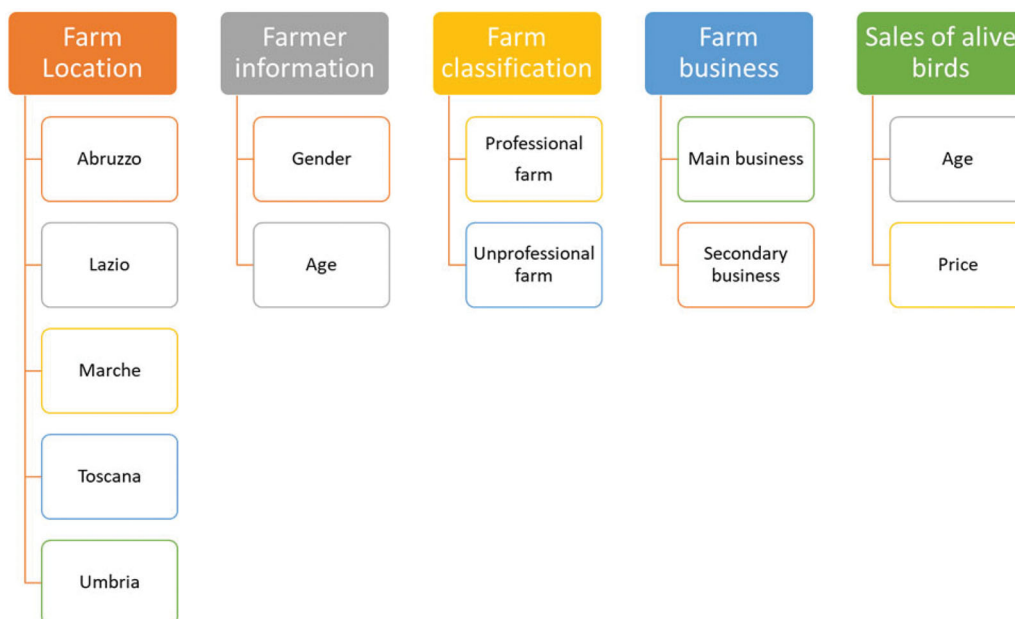 Farm
Location
Abruzzo
Lazio
Marche
Toscana
Umbria
Farmer
information
Gender
Age
Farm
classification
Professional
farm
Unprofessional
farm
Farm
business
Main business
Secondary
business
Sales of alive
birds
Age
Price